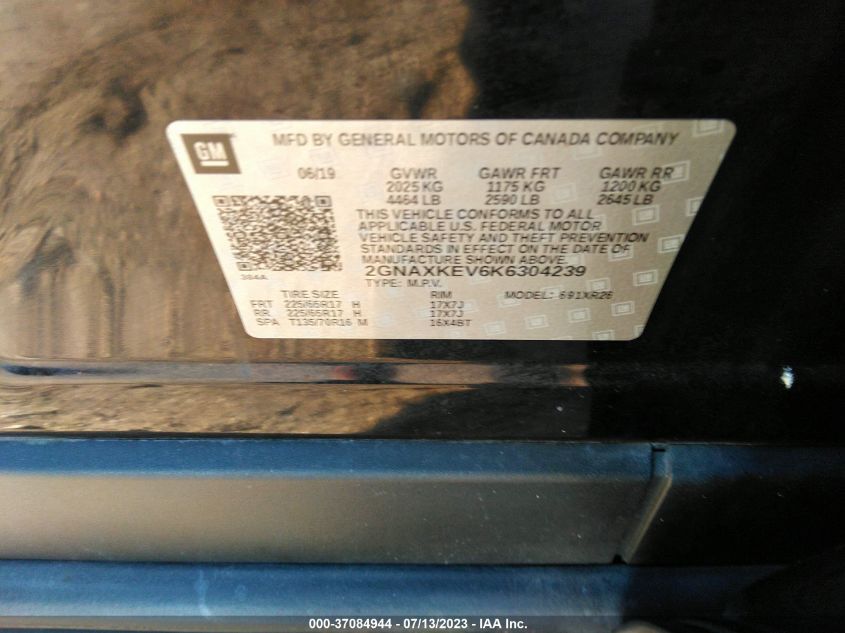 GM
MFD BY GENERAL MOTORS OF CANADA COMPANY
06/19 GVWR GAWR FRT GAWR RR
2025 KG 1175 KG 1200 KG
4464 LB 2590 LB 2645 LB
THIS VEHICLE CONFORMS TO ALL
APPLICABLE U.S. FEDERAL MOTOR
VEHICLE SAFETY AND THEFT PREVENTION
STANDARDS IN EFFECT ON THE DATE OF
MANUFACTURE SHOWN ABOVE.
2GNAXKEV6K6304239
384A
TYPE: M.P.V. MODEL: 691XR26
TIRE SIZE RIM
FRT 225/65R17 H 17X7J
RR 225/65R17 H 17X7J
SPA T135/70R16 M 16X4BT
000-37084944 - 07/13/2023 - IAA Inc.